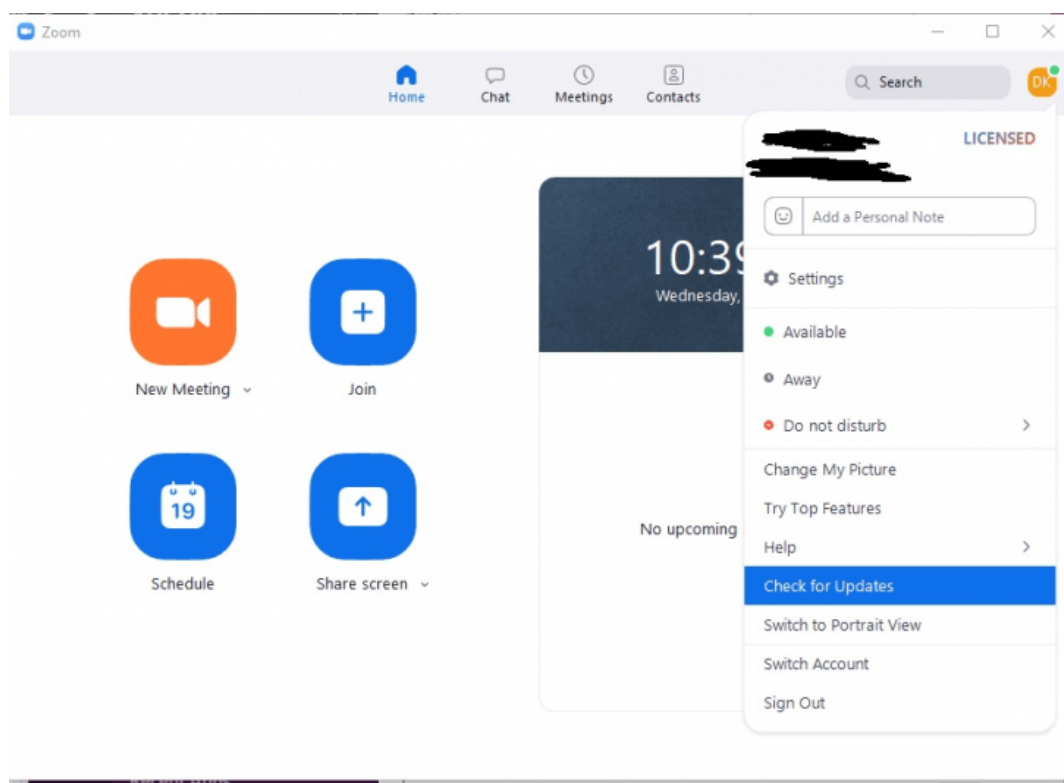 Zoom
Home
Chat
Meetings
Contacts
Search
DK
LICENSED
Add a Personal Note
10:39
Wednesday,
Settings
Available
New Meeting
Join
Away
Do not disturb
Change My Picture
19
Try Top Features
No upcoming
Help
Schedule
Share screen
Check for Updates
Switch to Portrait View
Switch Account
Sign Out